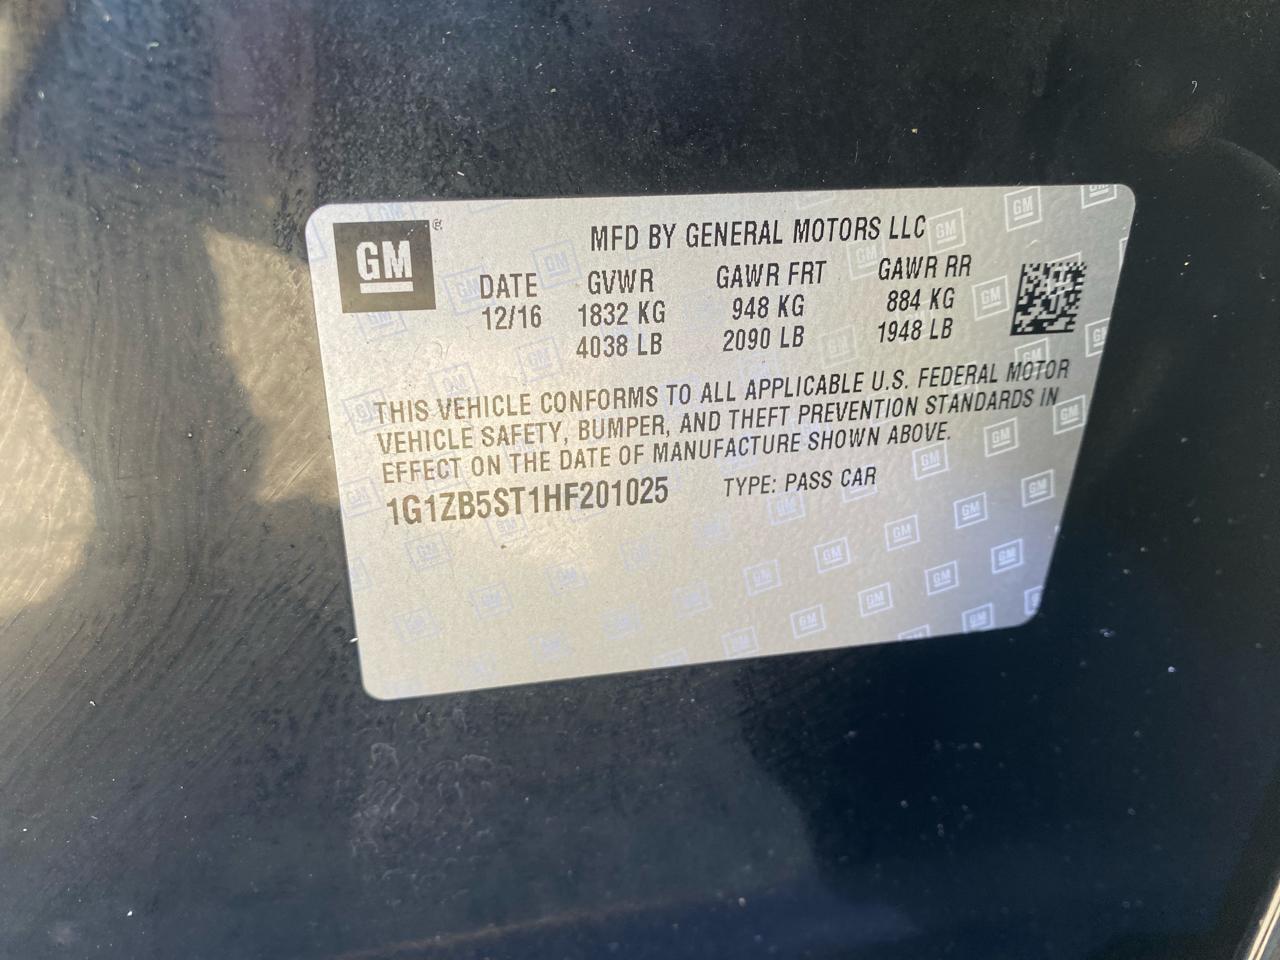 GM
MFD BY GENERAL MOTORS LLC
DATE GVWR GAWR FRT GAWR RR
12/16 1832 KG 948 KG 884 KG
4038 LB 2090 LB 1948 LB
THIS VEHICLE CONFORMS TO ALL APPLICABLE U.S. FEDERAL MOTOR
VEHICLE SAFETY, BUMPER, AND THEFT PREVENTION STANDARDS IN
EFFECT ON THE DATE OF MANUFACTURE SHOWN ABOVE.
1G1ZB5ST1HF201025 TYPE: PASS CAR